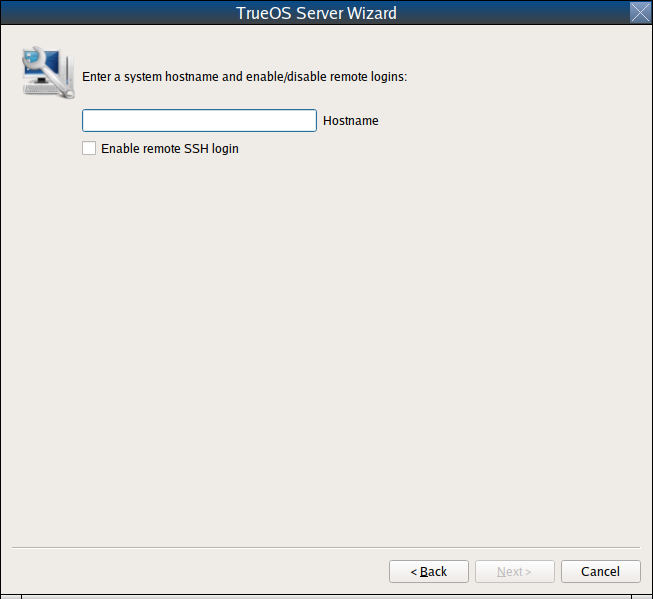 TrueOS Server Wizard
Enter a system hostname and enable/disable remote logins:
Hostname
Enable remote SSH login
< Back Next > Cancel